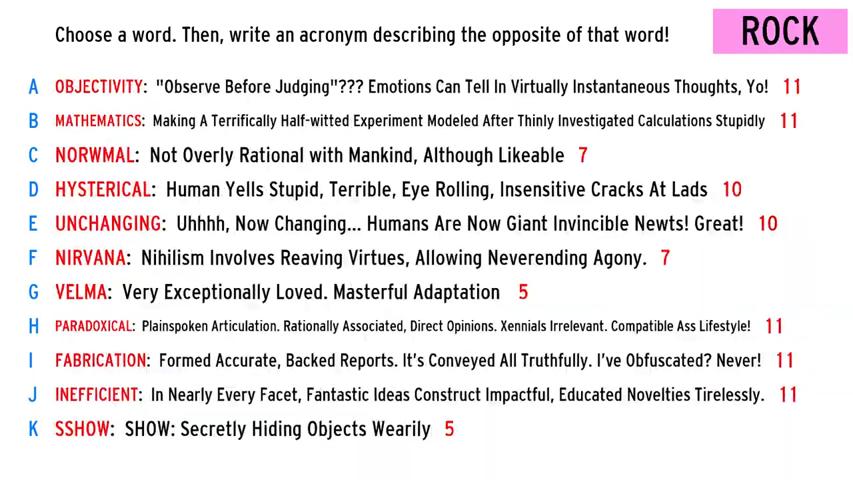 Choose a word. Then, write an acronym describing the opposite of that word!
ROCK
A OBJECTIVITY: "Observe Before Judging"??? Emotions Can Tell In Virtually Instantaneous Thoughts, Yo! 11
B MATHEMATICS: Making A Terrifically Half-witted Experiment Modeled After Thinly Investigated Calculations Stupidly 11
C NORWMAL: Not Overly Rational with Mankind, Although Likeable 7
D HYSTERICAL: Human Yells Stupid, Terrible, Eye Rolling, Insensitive Cracks At Lads 10
E UNCHANGING: Uhhhh, Now Changing... Humans Are Now Giant Invincible Newts! Great! 10
F NIRVANA: Nihilism Involves Reaving Virtues, Allowing Neverending Agony. 7
G VELMA: Very Exceptionally Loved. Masterful Adaptation 5
H PARADOXICAL: Plainspoken Articulation. Rationally Associated, Direct Opinions. Xennials Irrelevant. Compatible Ass Lifestyle! 11
I FABRICATION: Formed Accurate, Backed Reports. It's Conveyed All Truthfully. I've Obfuscated? Never! 11
J INEFFICIENT: In Nearly Every Facet, Fantastic Ideas Construct Impactful, Educated Novelties Tirelessly. 11
K SSHOW: SHOW: Secretly Hiding Objects Wearily 5